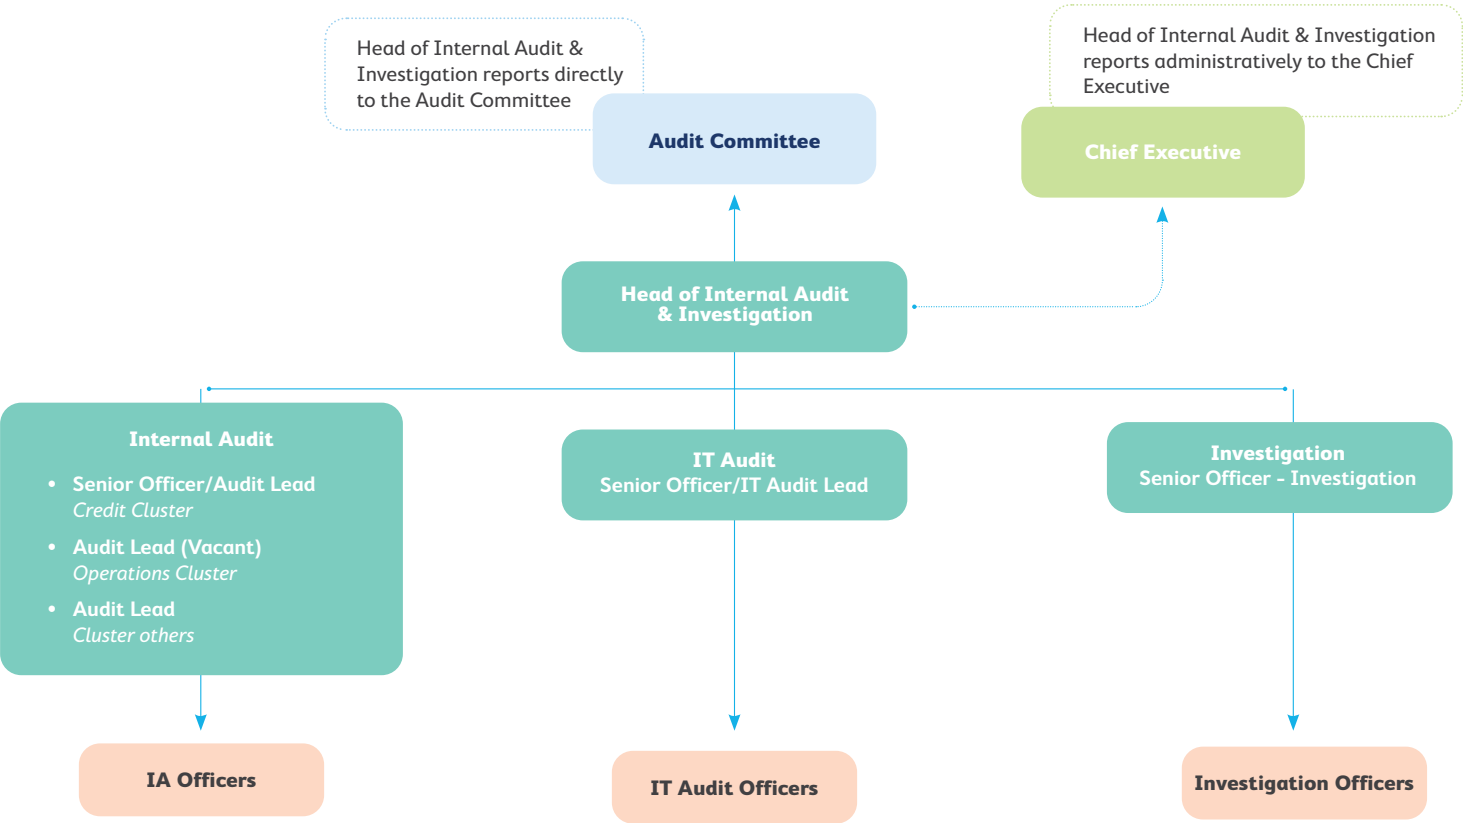 Head of Internal Audit &
Investigation reports directly
to the Audit Committee
Head of Internal Audit & Investigation
reports administratively to the Chief
Executive
Audit Committee
Chief Executive
Head of Internal Audit
& Investigation
Internal Audit
• Senior Officer/Audit Lead
Credit Cluster
• Audit Lead (Vacant)
Operations Cluster
• Audit Lead
Cluster others
IT Audit
Senior Officer/IT Audit Lead
Investigation
Senior Officer - Investigation
IA Officers
IT Audit Officers
Investigation Officers